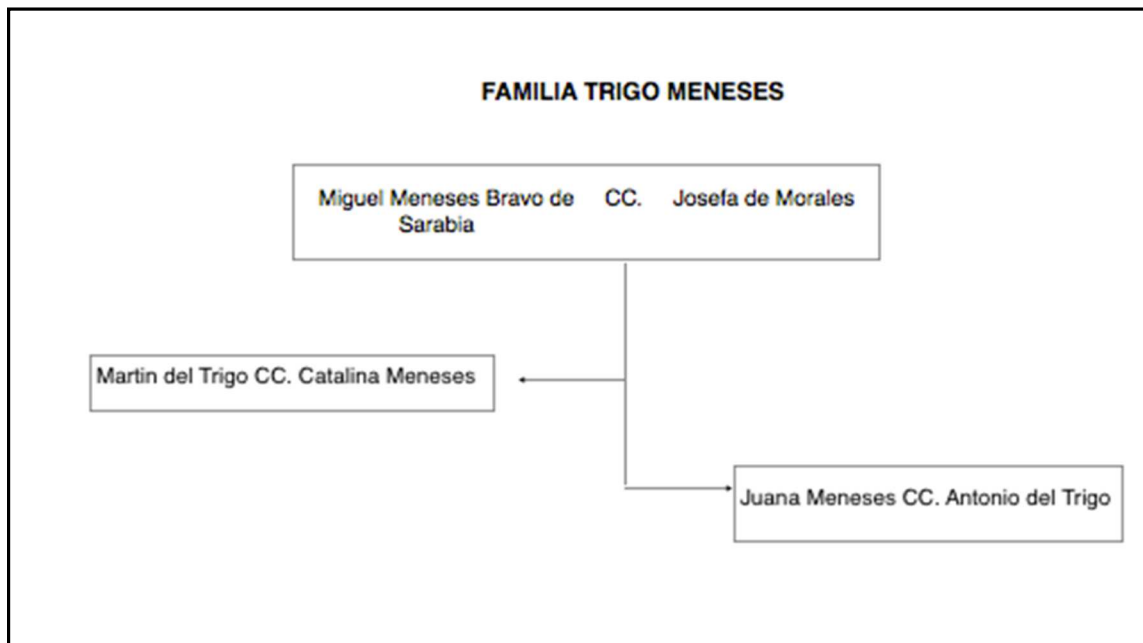 FAMILIA TRIGO MENESES
Miguel Meneses Bravo de CC. Josefa de Morales
Sarabia
Martin del Trigo CC. Catalina Meneses
Juana Meneses CC. Antonio del Trigo